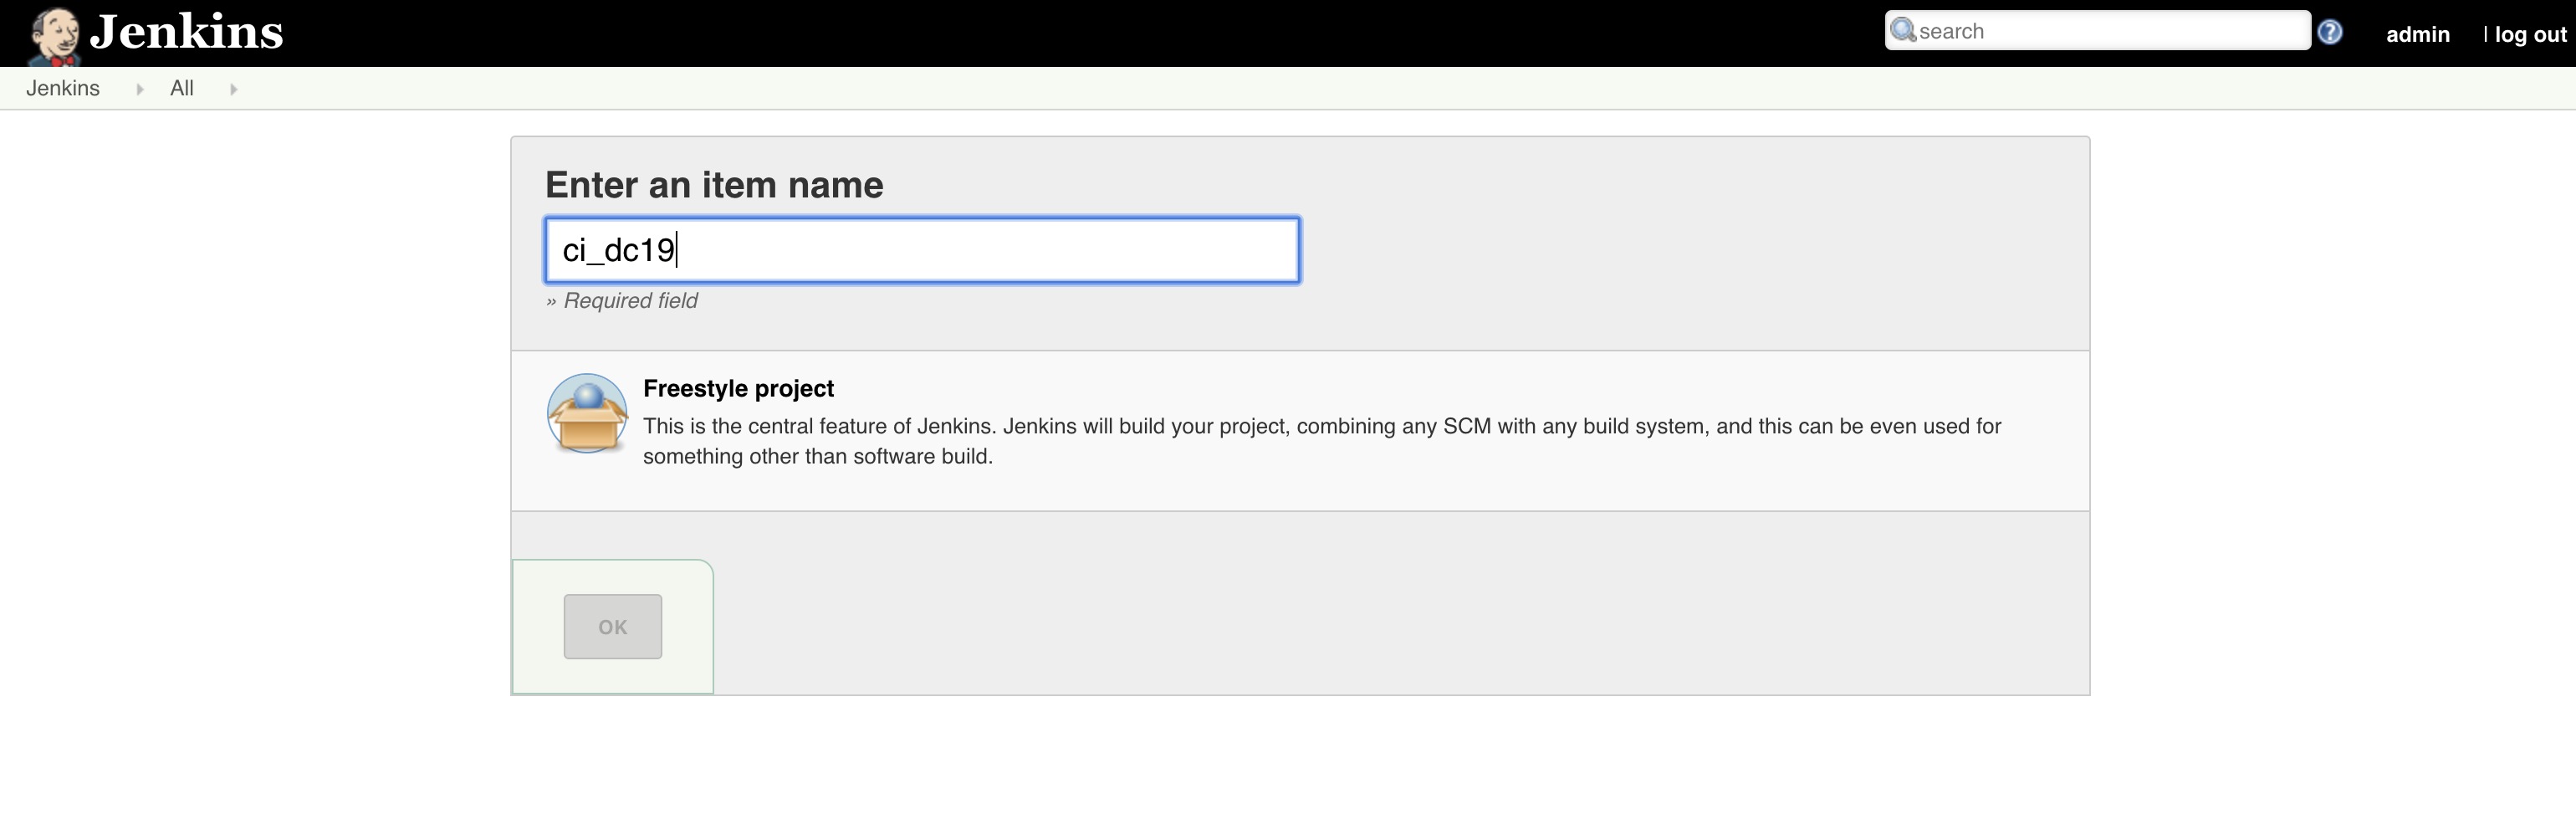 Jenkins
search
?
admin
| log out
Jenkins
All
Enter an item name
ci_dc19
» Required field
Freestyle project
This is the central feature of Jenkins. Jenkins will build your project, combining any SCM with any build system, and this can be even used for
something other than software build.
OK